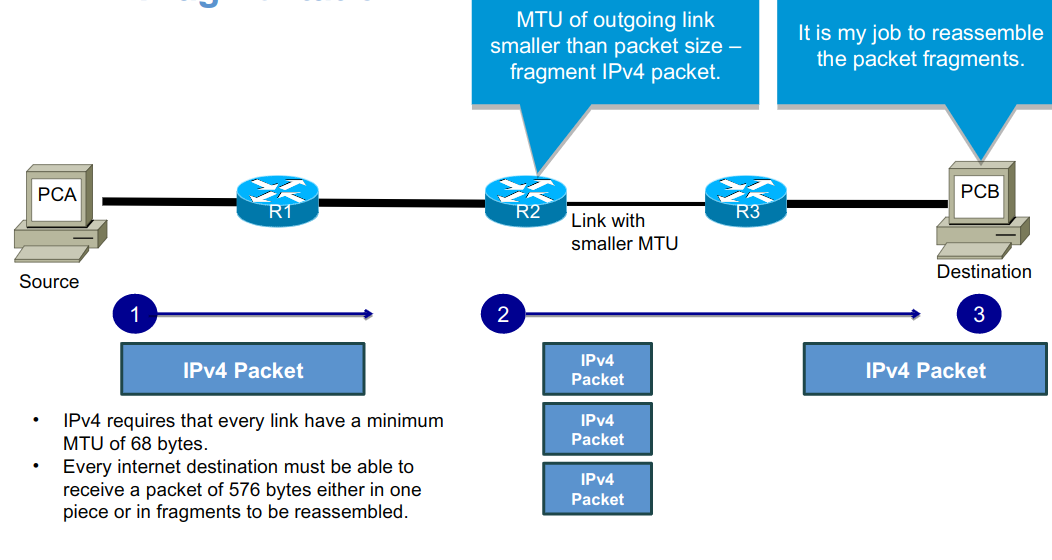 MTU of outgoing link
smaller than packet size –
fragment IPv4 packet.
It is my job to reassemble
the packet fragments.
PCA
R1
R2
R3
PCB
Link with
smaller MTU
Source
Destination
1
2
3
IPv4 Packet
IPv4
Packet
IPv4
Packet
IPv4
Packet
IPv4 Packet
• IPv4 requires that every link have a minimum
MTU of 68 bytes.
• Every internet destination must be able to
receive a packet of 576 bytes either in one
piece or in fragments to be reassembled.